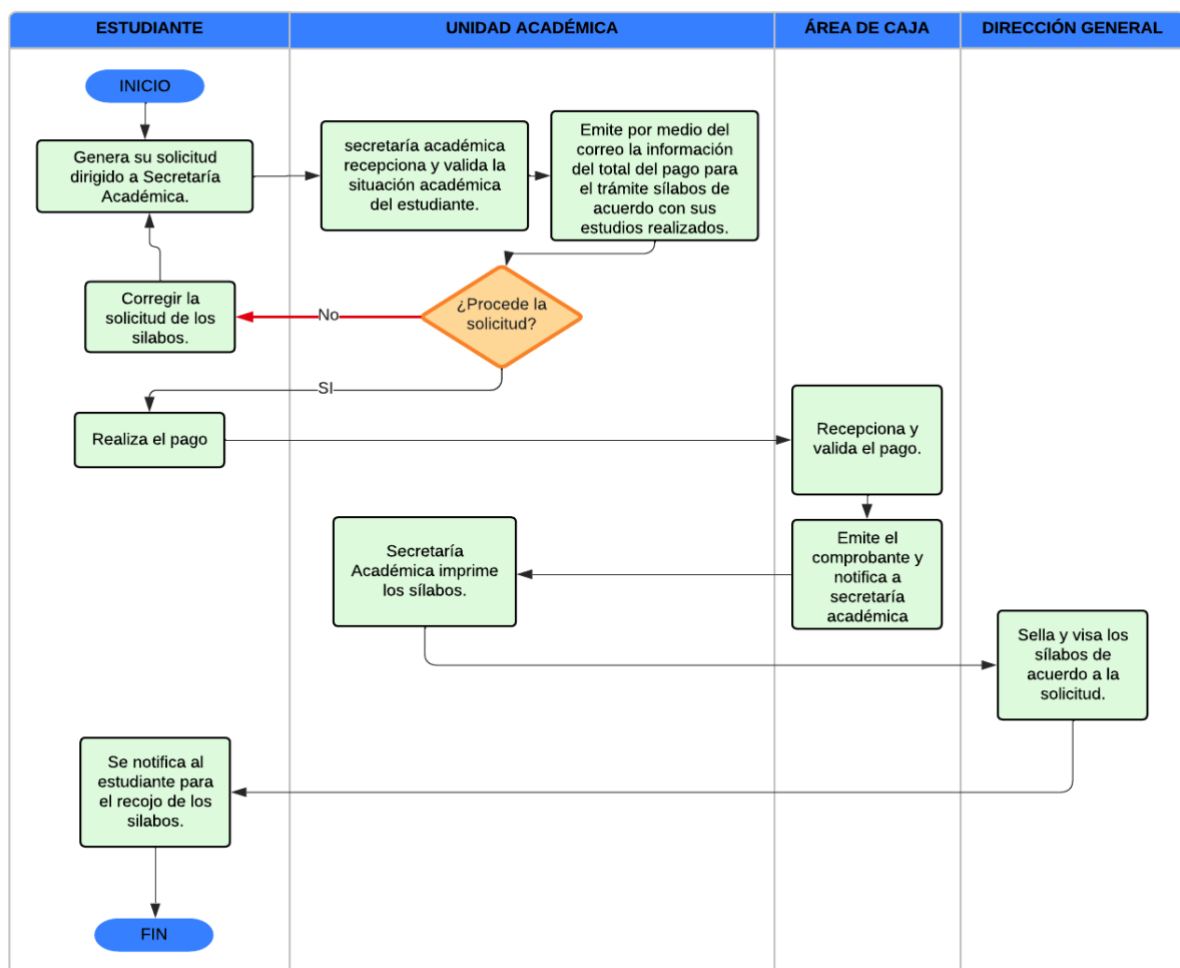 ESTUDIANTE
UNIDAD ACADÉMICA
ÁREA DE CAJA
DIRECCIÓN GENERAL
INICIO
Genera su solicitud
dirigido a Secretaría
Académica.
secretaría académica
recepciona y valida la
situación académica
del estudiante.
Emite por medio del
correo la información
del total del pago para
el trámite sílabos de
acuerdo con sus
estudios realizados.
¿Procede la
solicitud?
No
Corregir la
solicitud de los
silabos.
SI
Realiza el pago
Recepciona y
valida el pago.
Emite el
comprobante y
notifica a
secretaría
académica
Secretaría
Académica imprime
los sílabos.
Sella y visa los
sílabos de
acuerdo a la
solicitud.
Se notifica al
estudiante para
el recojo de los
silabos.
FIN